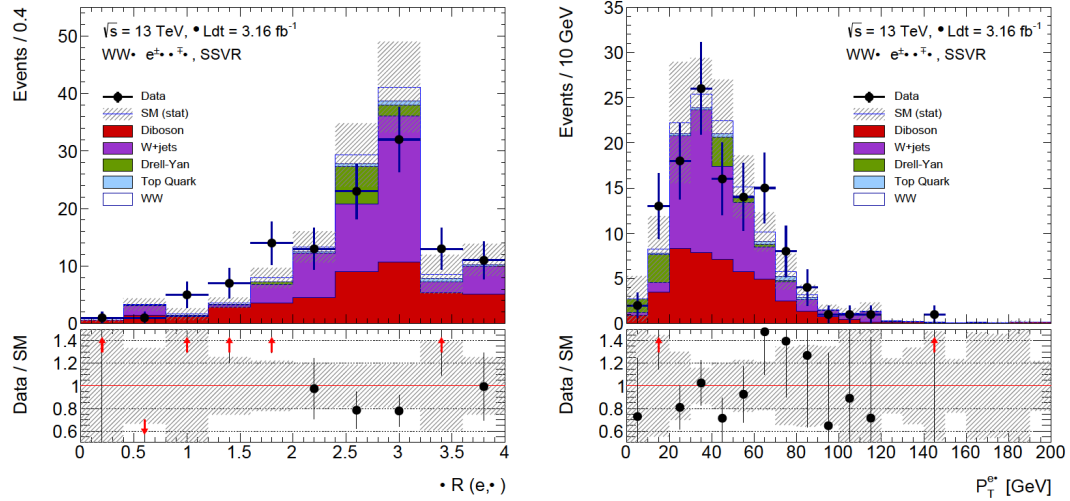 Events / 0.4
50
40
30
20
10
0
√s = 13 TeV, • Ldt = 3.16 fb⁻¹
WW• e±• • ∓• , SSVR
Data
SM (stat)
Diboson
W+jets
Drell-Yan
Top Quark
WW
Data / SM
1.4
1.2
1
0.8
0.6
0 0.5 1 1.5 2 2.5 3 3.5 4
• R (e,•)
Events / 10 GeV
35
30
25
20
15
10
5
0
√s = 13 TeV, • Ldt = 3.16 fb⁻¹
WW• e±• • ∓• , SSVR
Data
SM (stat)
Diboson
W+jets
Drell-Yan
Top Quark
WW
Data / SM
1.4
1.2
1
0.8
0.6
0 20 40 60 80 100 120 140 160 180 200
P_T^e• [GeV]